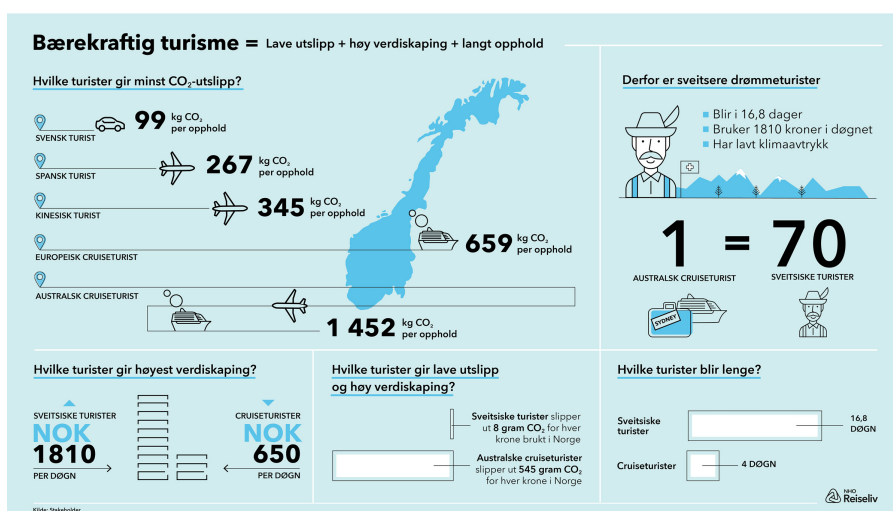 Bærekraftig turisme = Lave utslipp + høy verdiskaping + langt opphold
Hvilke turister gir minst CO₂-utslipp?
99 kg CO₂ per opphold
SVENSK TURIST
267 kg CO₂ per opphold
SPANSK TURIST
345 kg CO₂ per opphold
KINESISK TURIST
659 kg CO₂ per opphold
EUROPEISK CRUISETURIST
AUSTRALSK CRUISETURIST
1 452 kg CO₂ per opphold
Derfor er sveitsere drømmeturister
Blir i 16,8 dager
Bruker 1810 kroner i døgnet
Har lavt klimaavtrykk
1 = 70
AUSTRALSK CRUISETURIST
SVEITSISKE TURISTER
SYDNEY
Hvilke turister gir høyest verdiskaping?
SVEITSISKE TURISTER
NOK
1810
PER DØGN
CRUISETURISTER
NOK
650
PER DØGN
Hvilke turister gir lave utslipp
og høy verdiskaping?
Sveitsiske turister slipper
ut 8 gram CO₂ for hver
krone brukt i Norge
Australske cruiseturister
slipper ut 545 gram CO₂
for hver krone i Norge
Hvilke turister blir lenge?
Sveitsiske
turister
16,8
DØGN
Cruiseturister
4 DØGN
NHO
Reiseliv
Kilde: Stakeholder